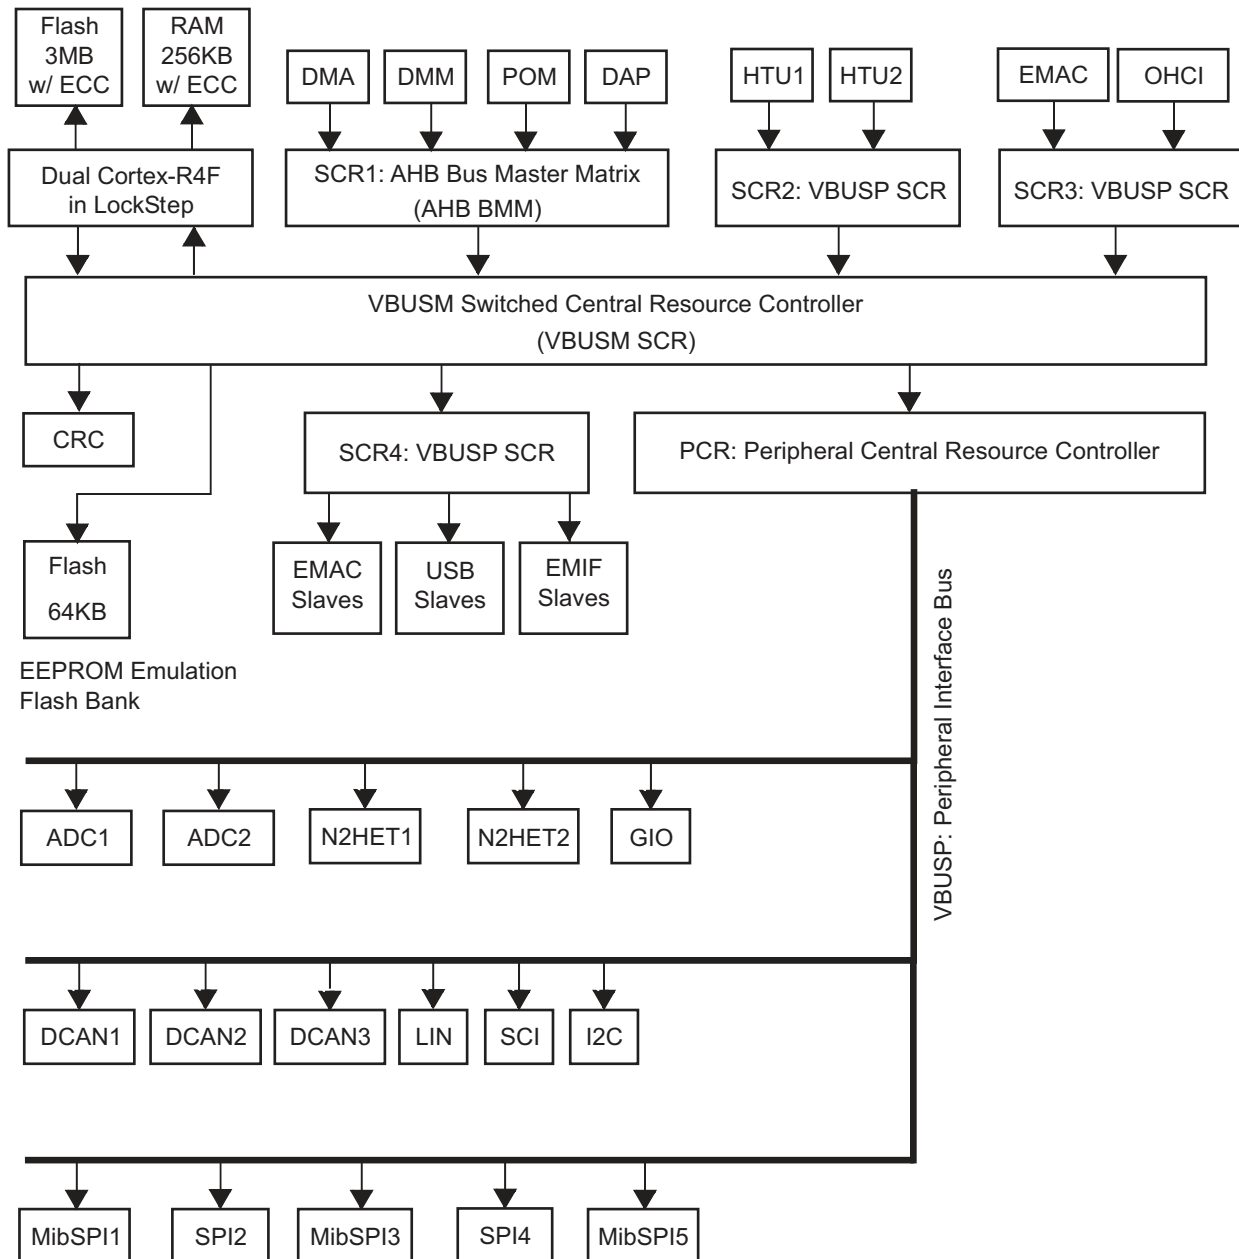 Flash
3MB
w/ ECC
RAM
256KB
w/ ECC
DMA
DMM
POM
DAP
HTU1
HTU2
EMAC
OHCI
Dual Cortex-R4F
in LockStep
SCR1: AHB Bus Master Matrix
(AHB BMM)
SCR2: VBUSP SCR
SCR3: VBUSP SCR
VBUSM Switched Central Resource Controller
(VBUSM SCR)
CRC
SCR4: VBUSP SCR
PCR: Peripheral Central Resource Controller
Flash
64KB
EMAC
Slaves
USB
Slaves
EMIF
Slaves
EEPROM Emulation
Flash Bank
VBUSP: Peripheral Interface Bus
ADC1
ADC2
N2HET1
N2HET2
GIO
DCAN1
DCAN2
DCAN3
LIN
SCI
I2C
MibSPI1
SPI2
MibSPI3
SPI4
MibSPI5